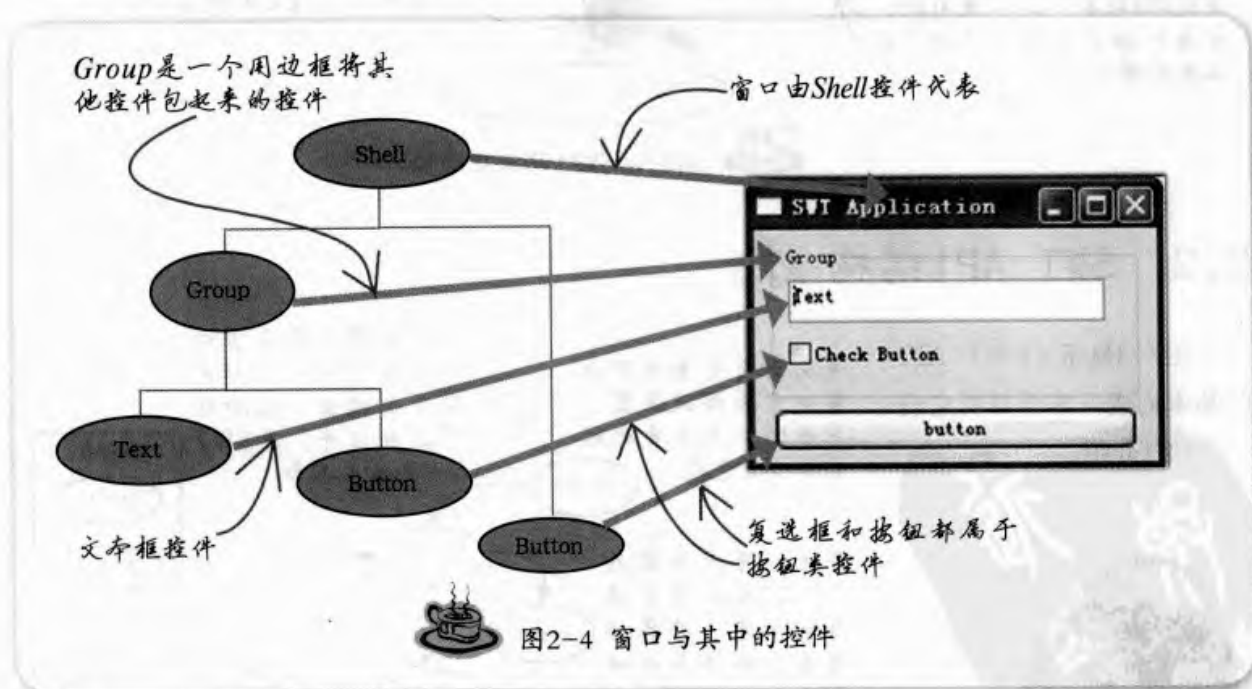 Group是一个用边框将其
他控件包起来的控件
窗口由Shell控件代表
Shell
SWT Application
Group
Group
Text
Check Button
button
Text
Button
Button
文本框控件
复选框和按钮都属于
按钮类控件
图2-4 窗口与其中的控件